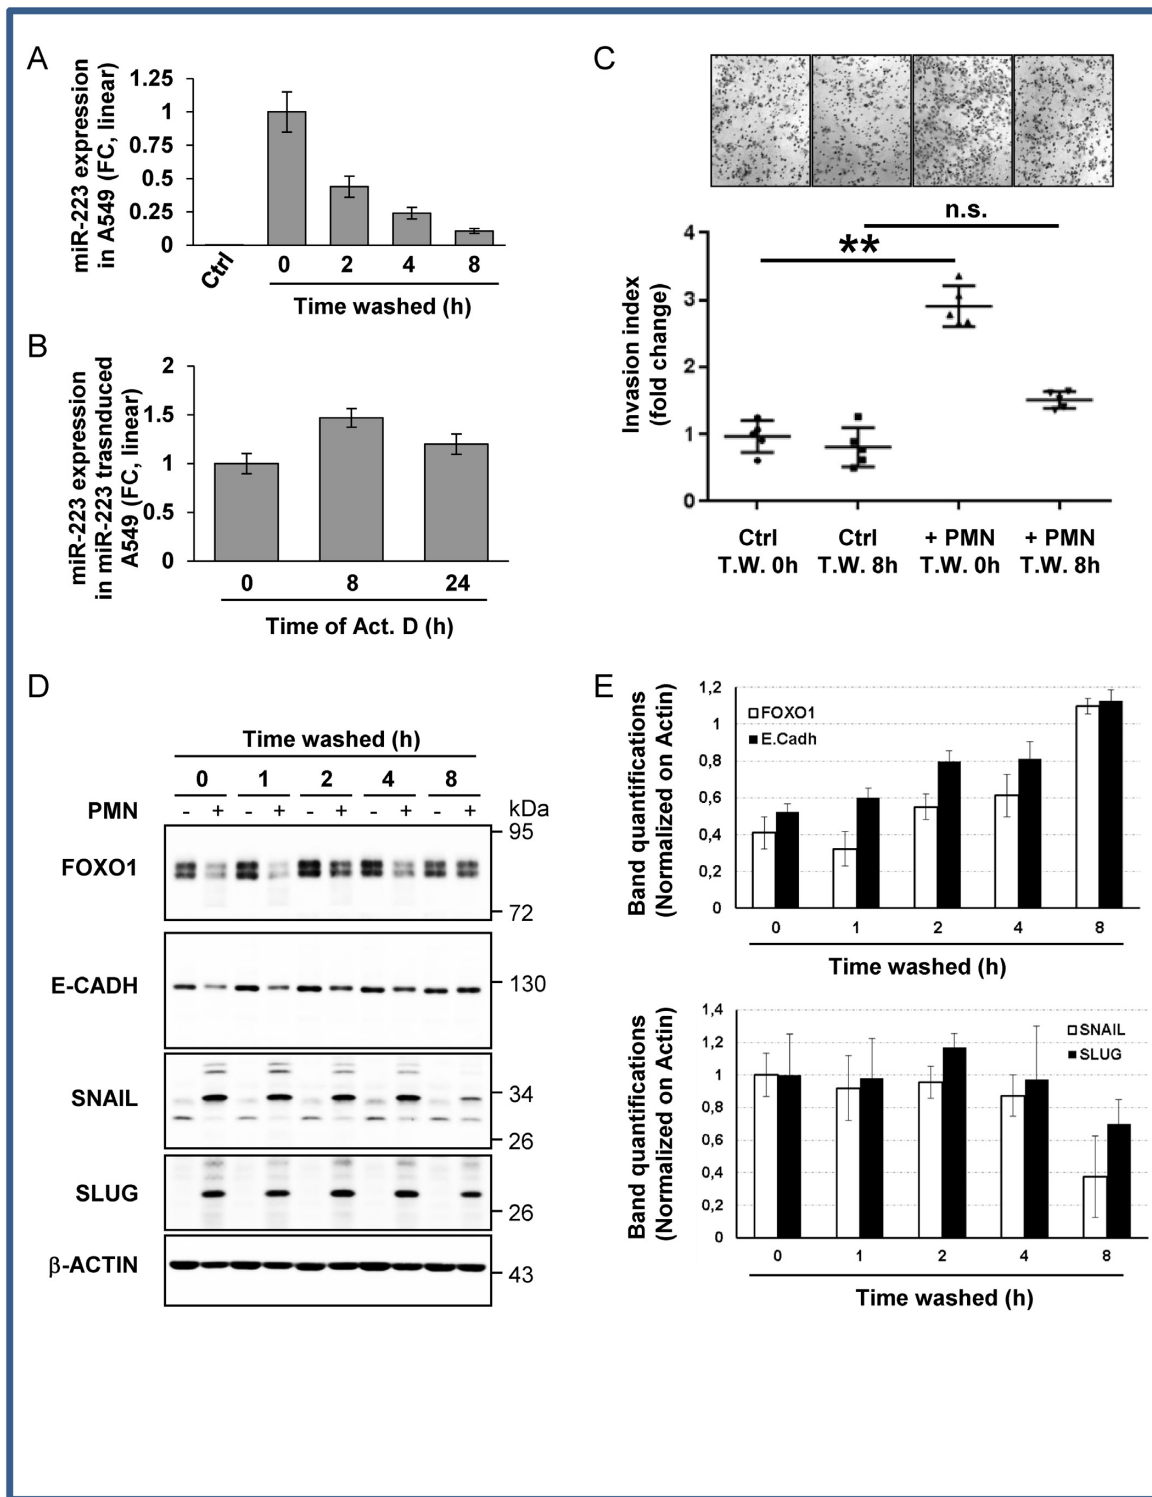 A
miR-223 expression
in A549 (FC, linear)
1.25
1
0.75
0.5
0.25
0
Ctrl
0 2 4 8
Time washed (h)
B
miR-223 expression
in miR-223 trasnduced
A549 (FC, linear)
2
1.5
1
0.5
0
0 8 24
Time of Act. D (h)
C
n.s.
**
Invasion index
(fold change)
4
3
2
1
0
Ctrl Ctrl + PMN + PMN
T.W. 0h T.W. 8h T.W. 0h T.W. 8h
D
Time washed (h)
0 1 2 4 8
PMN - + - + - + - + - + kDa
FOXO1
95
72
E-CADH
130
SNAIL
34
26
SLUG
26
β-ACTIN
43
E
Band quantifications
(Normalized on Actin)
1,2
1
0,8
0,6
0,4
0,2
0
FOXO1
E.Cadh
0 1 2 4 8
Time washed (h)
Band quantifications
(Normalized on Actin)
1,4
1,2
1
0,8
0,6
0,4
0,2
0
SNAIL
SLUG
0 1 2 4 8
Time washed (h)